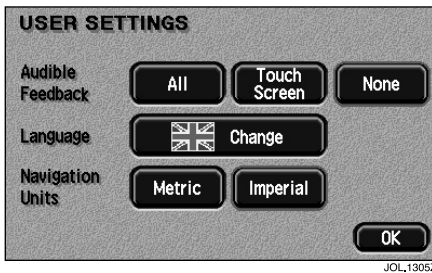 USER SETTINGS
Audible
Feedback
All
Touch
Screen
None
Language
Change
Navigation
Units
Metric
Imperial
OK
JOL.1305